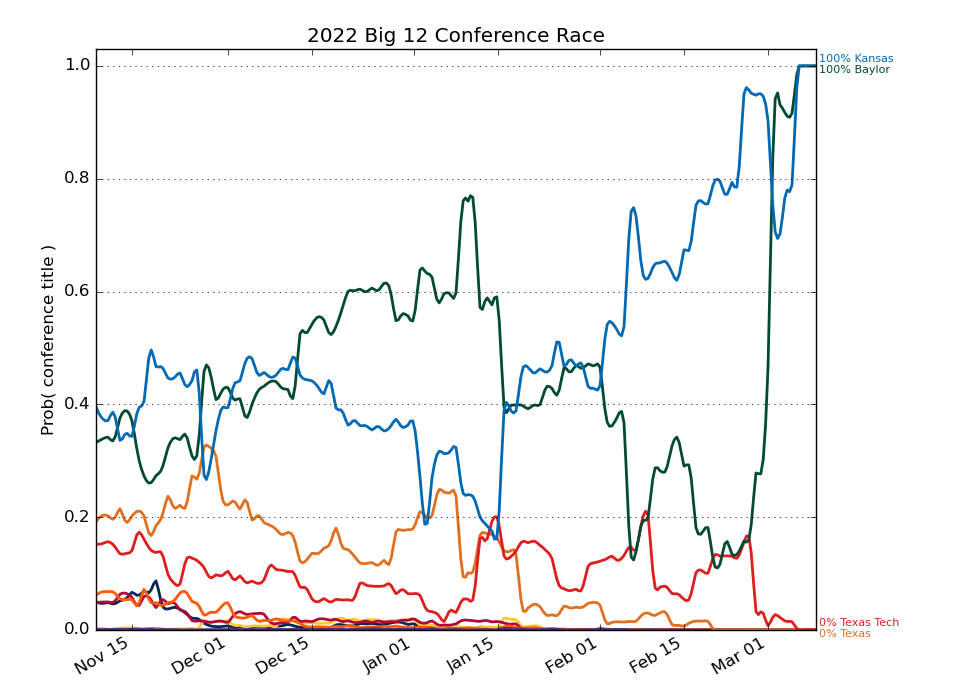 2022 Big 12 Conference Race
Prob( conference title )
1.0
0.8
0.6
0.4
0.2
0.0
100% Kansas
100% Baylor
0% Texas Tech
0% Texas
Nov 15
Dec 01
Dec 15
Jan 01
Jan 15
Feb 01
Feb 15
Mar 01